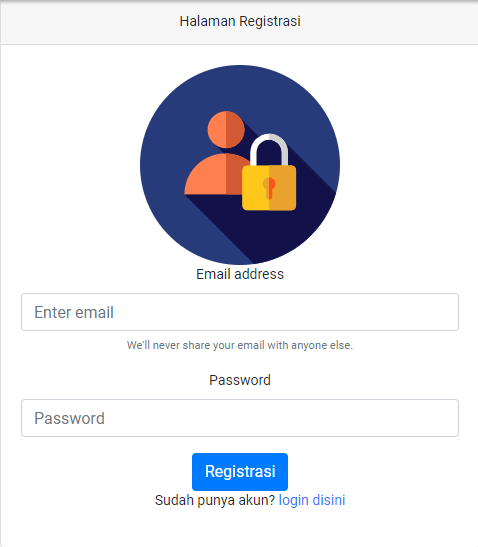 Halaman Registrasi
Email address
Enter email
We'll never share your email with anyone else.
Password
Password
Registrasi
Sudah punya akun? login disini